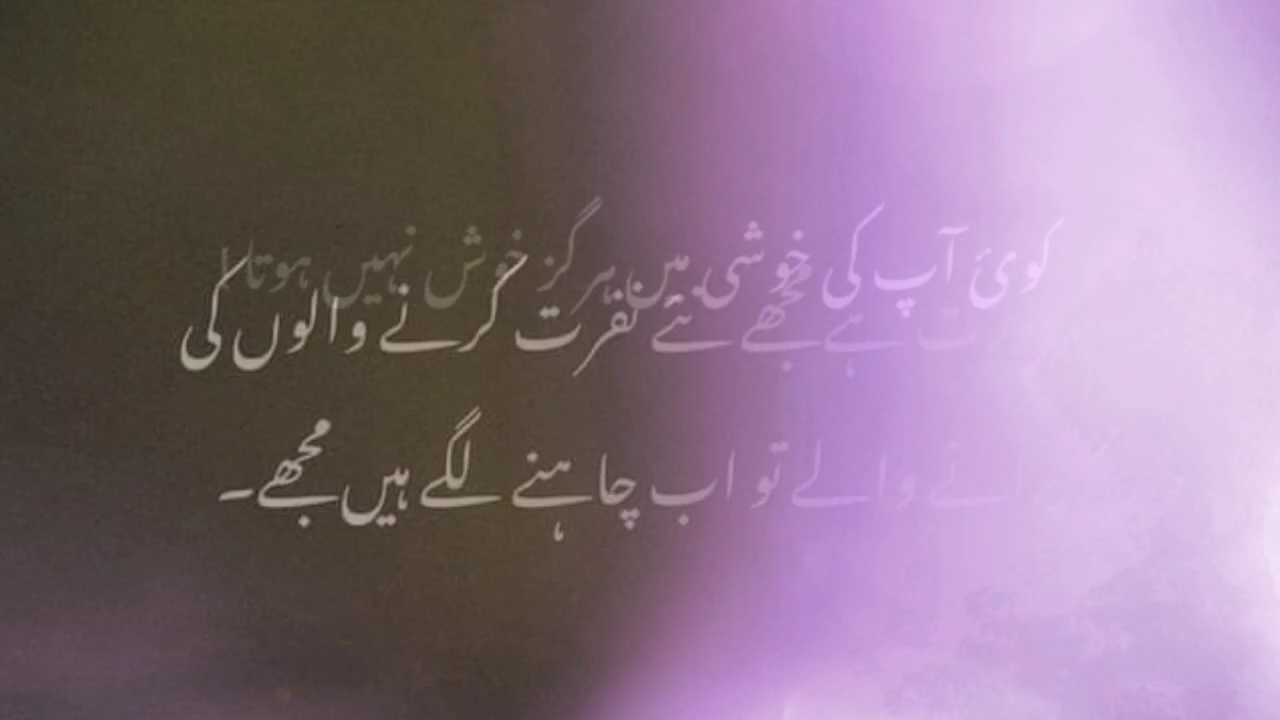 کوئ آپ کی خوشی میں ہرگز خوش نہیں ہوتا
ہے مجھے نئے نفرت کرنے والوں کی
والے تو اب چاہنے لگے ہیں مجھے۔